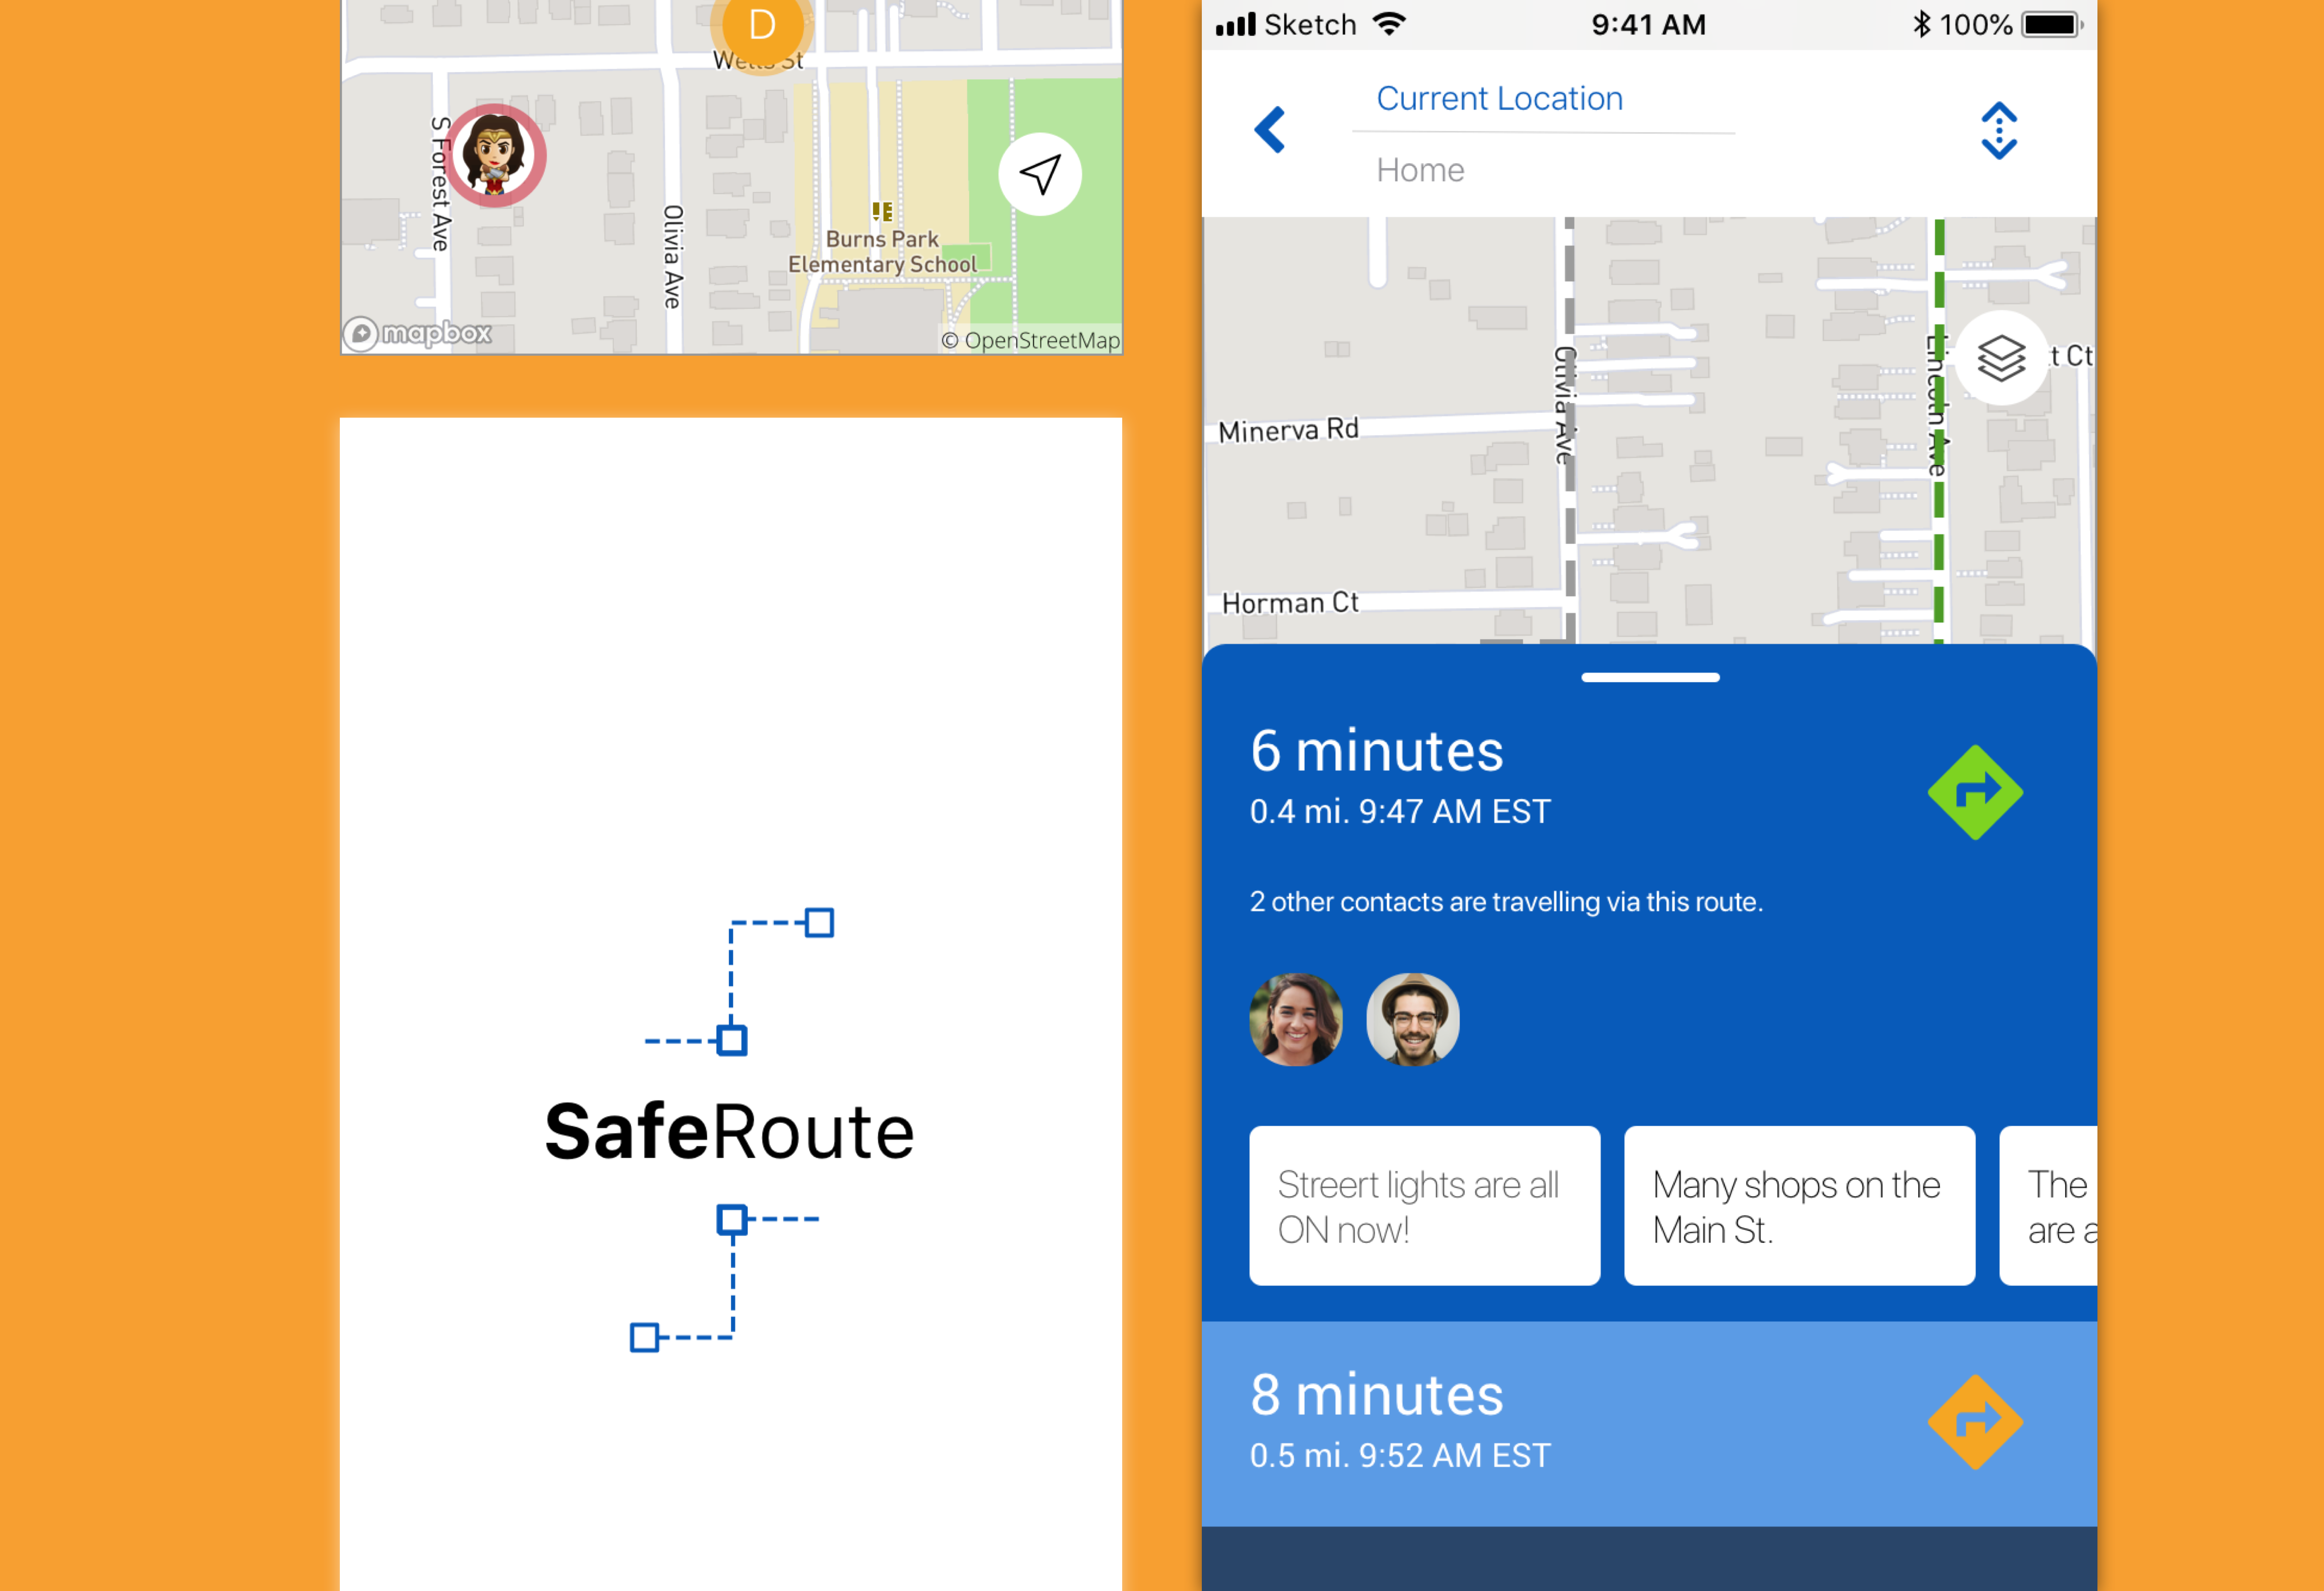 D
Wells St
S Forest Ave
Olivia Ave
Burns Park
Elementary School
mapbox
© OpenStreetMap
SafeRoute
Sketch
9:41 AM
100%
Current Location
Home
Olivia Ave
Lincoln Ave
t Ct
Minerva Rd
Horman Ct
6 minutes
0.4 mi. 9:47 AM EST
2 other contacts are travelling via this route.
Streert lights are all
ON now!
Many shops on the
Main St.
The
are a
8 minutes
0.5 mi. 9:52 AM EST